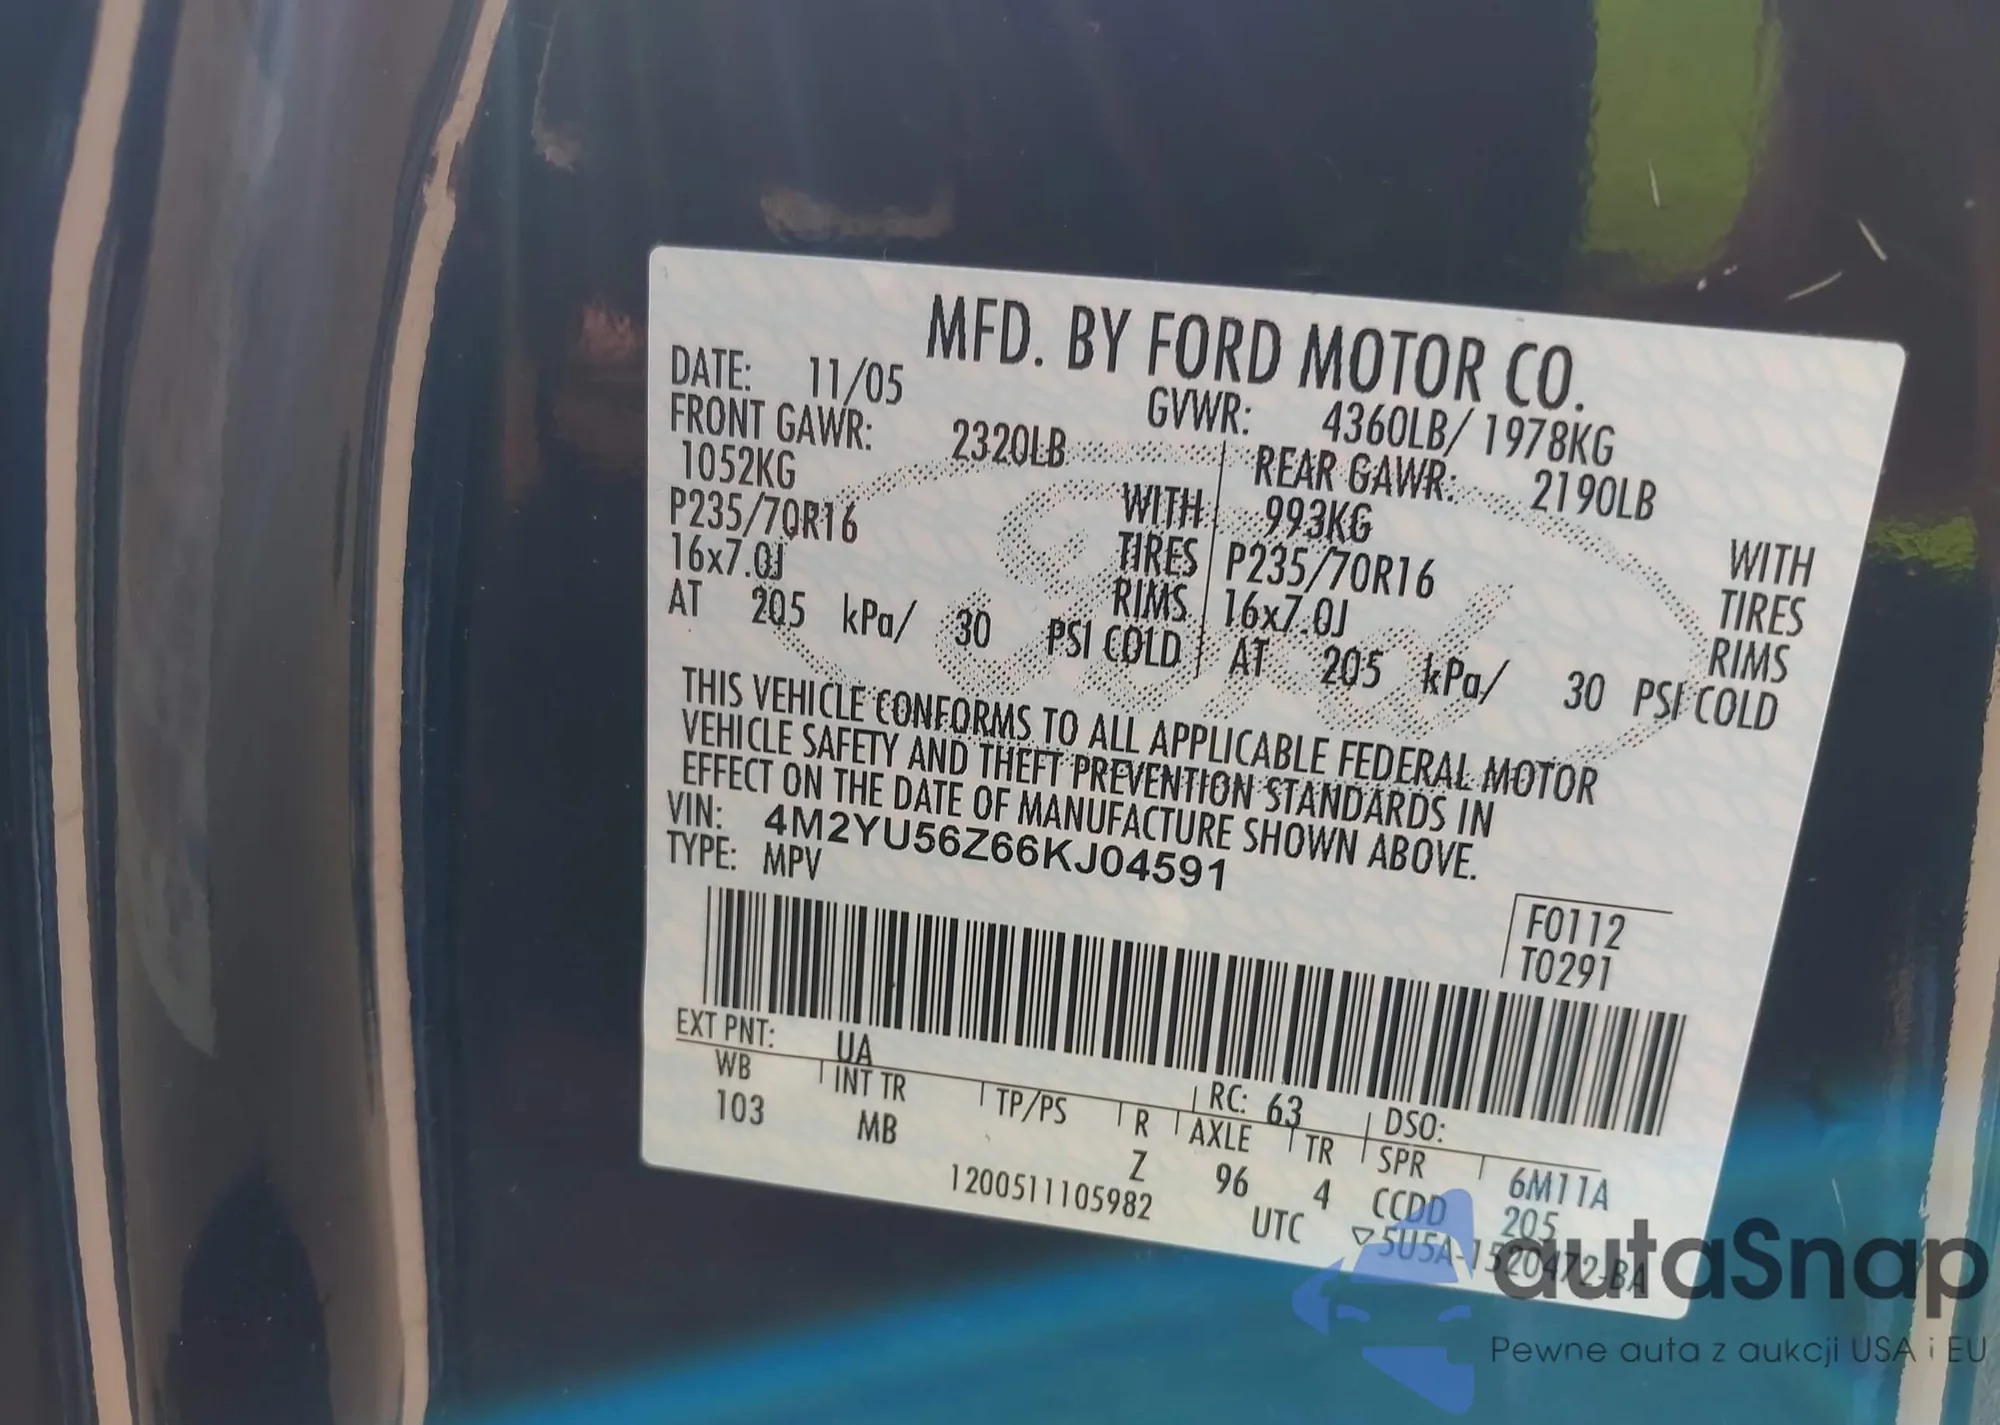 MFD. BY FORD MOTOR CO.
DATE: 11/05 GVWR: 4360LB/ 1978KG
FRONT GAWR: 2320LB REAR GAWR: 2190LB
1052KG WITH 993KG WITH
P235/70R16 TIRES P235/70R16 TIRES
16x7.0J RIMS 16x7.0J RIMS
AT 205 kPa/ 30 PSI COLD AT 205 kPa/ 30 PSI COLD
THIS VEHICLE CONFORMS TO ALL APPLICABLE FEDERAL MOTOR
VEHICLE SAFETY AND THEFT PREVENTION STANDARDS IN
EFFECT ON THE DATE OF MANUFACTURE SHOWN ABOVE.
VIN: 4M2YU56Z66KJ04591
TYPE: MPV
F0112
T0291
EXT PNT: UA RC: 63 DSO:
WB INT TR TP/PS R AXLE TR SPR 6M11A
103 MB Z 96 4 CCDD 205
1200511105982 UTC ▽5U5A-1520472-BA
autaSnap
Pewne auta z aukcji USA i EU